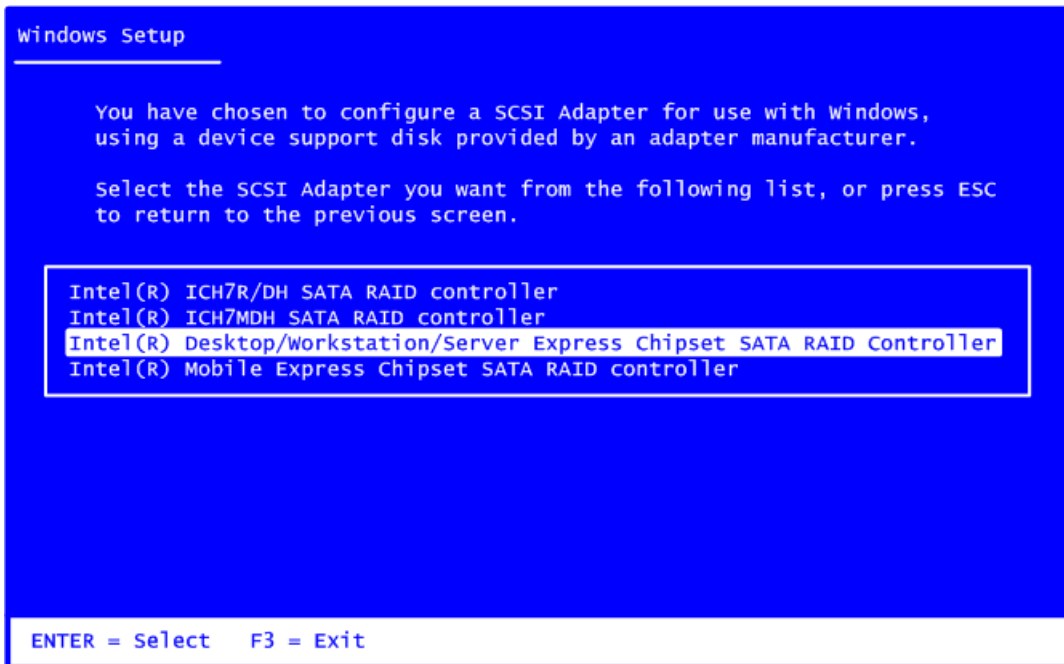 Windows Setup
You have chosen to configure a SCSI Adapter for use with Windows,
using a device support disk provided by an adapter manufacturer.
Select the SCSI Adapter you want from the following list, or press ESC
to return to the previous screen.
Intel(R) ICH7R/DH SATA RAID controller
Intel(R) ICH7MDH SATA RAID controller
Intel(R) Desktop/Workstation/Server Express Chipset SATA RAID Controller
Intel(R) Mobile Express Chipset SATA RAID controller
ENTER = Select F3 = Exit